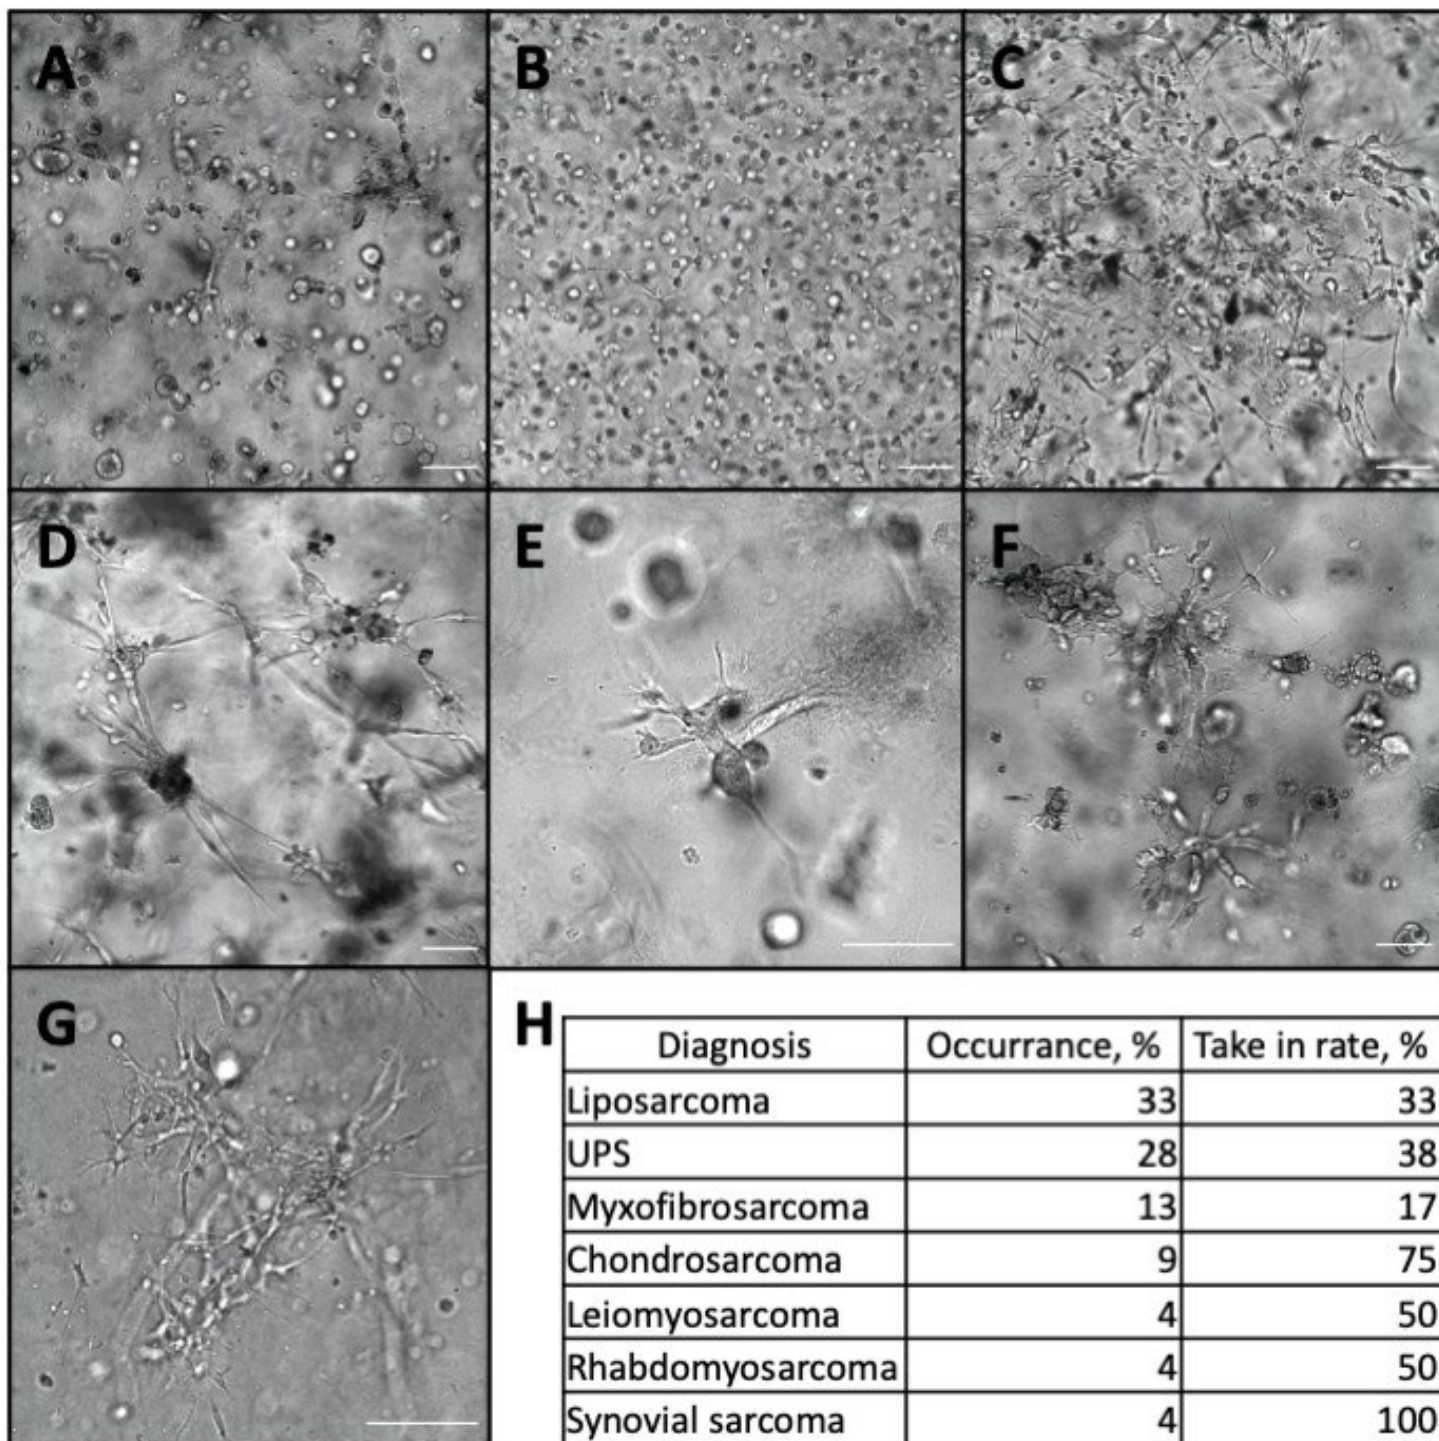 A
B
C
D
E
F
G
H
Diagnosis Occurrance, % Take in rate, %
Liposarcoma 33 33
UPS 28 38
Myxofibrosarcoma 13 17
Chondrosarcoma 9 75
Leiomyosarcoma 4 50
Rhabdomyosarcoma 4 50
Synovial sarcoma 4 100